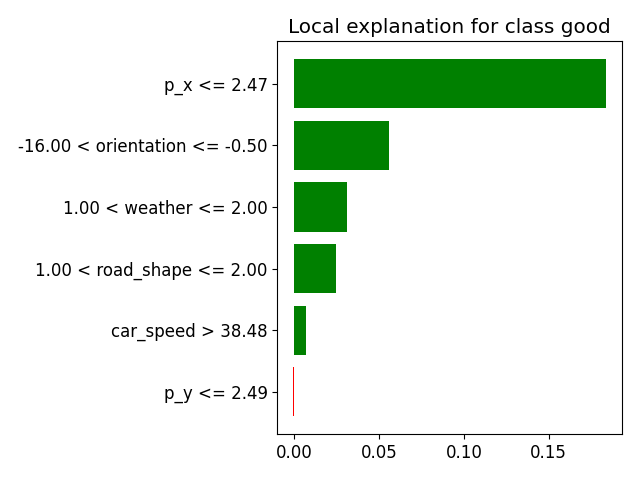 Local explanation for class good
p_x <= 2.47
-16.00 < orientation <= -0.50
1.00 < weather <= 2.00
1.00 < road_shape <= 2.00
car_speed > 38.48
p_y <= 2.49
0.00 0.05 0.10 0.15